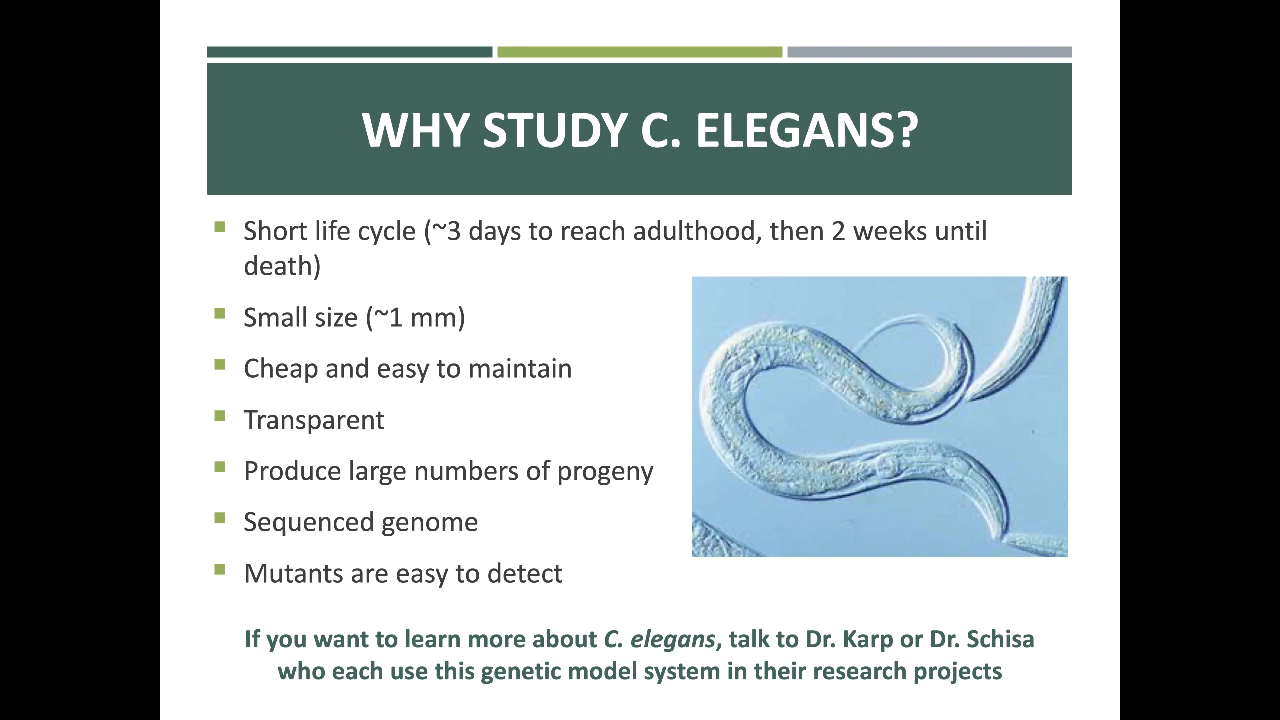 WHY STUDY C. ELEGANS?
Short life cycle (~3 days to reach adulthood, then 2 weeks until
death)
Small size (~1 mm)
Cheap and easy to maintain
Transparent
Produce large numbers of progeny
Sequenced genome
Mutants are easy to detect
If you want to learn more about C. elegans, talk to Dr. Karp or Dr. Schisa
who each use this genetic model system in their research projects